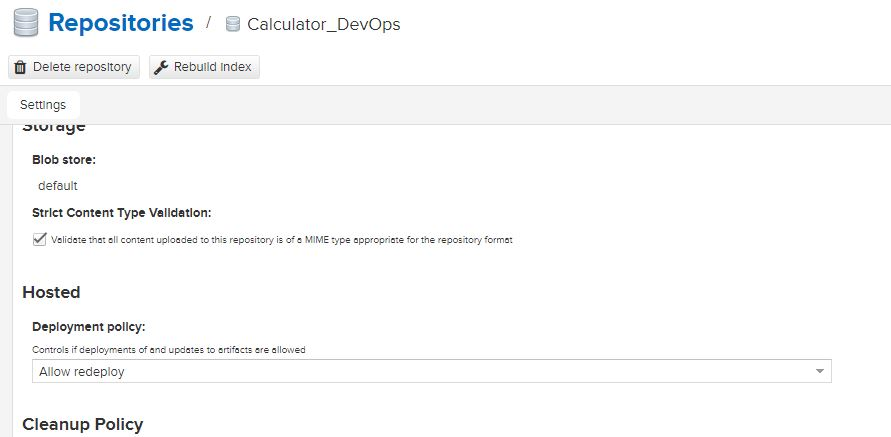 Repositories / Calculator_DevOps
Delete repository Rebuild index
Settings
Storage
Blob store:
default
Strict Content Type Validation:
Validate that all content uploaded to this repository is of a MIME type appropriate for the repository format
Hosted
Deployment policy:
Controls if deployments of and updates to artifacts are allowed
Allow redeploy
Cleanup Policy